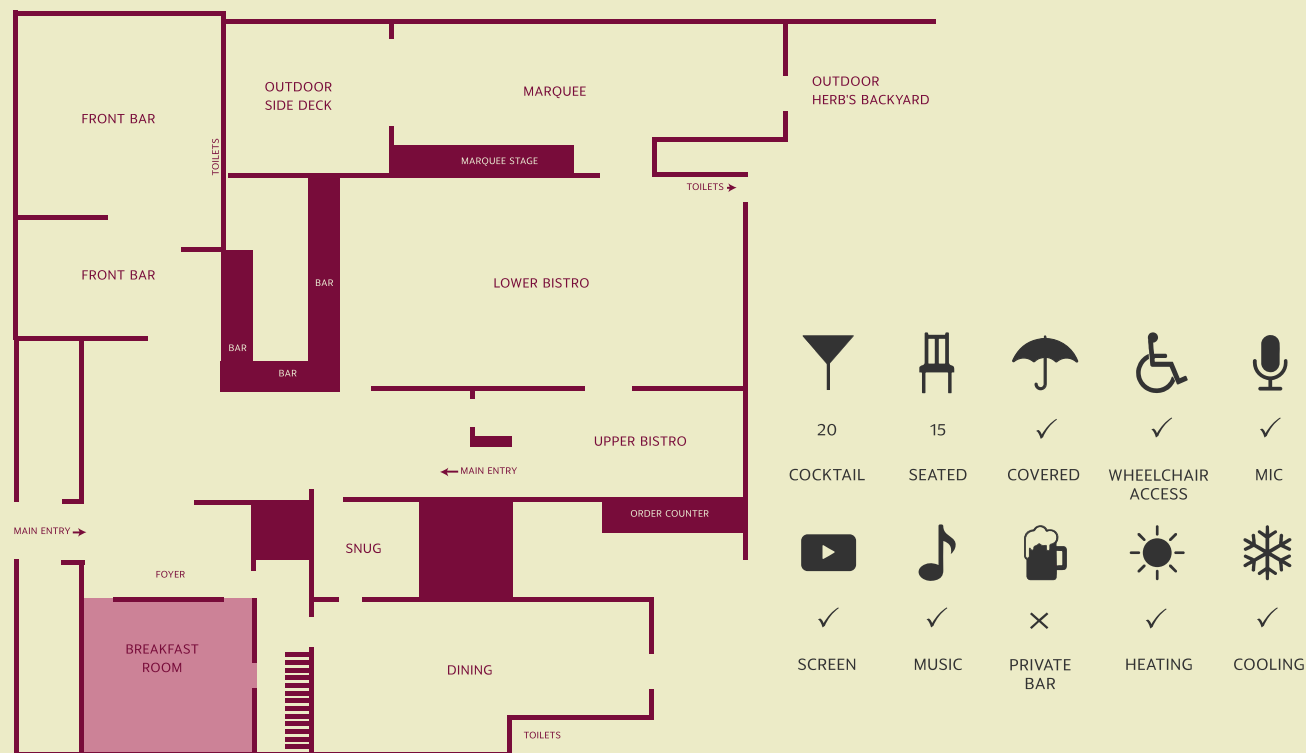 OUTDOOR
SIDE DECK
MARQUEE
OUTDOOR
HERB'S BACKYARD
FRONT BAR
TOILETS
MARQUEE STAGE
TOILETS
FRONT BAR
BAR
LOWER BISTRO
BAR
BAR
UPPER BISTRO
MAIN ENTRY
ORDER COUNTER
MAIN ENTRY
SNUG
FOYER
BREAKFAST
ROOM
DINING
TOILETS
20
15
COCKTAIL
SEATED
COVERED
WHEELCHAIR
ACCESS
MIC
SCREEN
MUSIC
PRIVATE
BAR
HEATING
COOLING